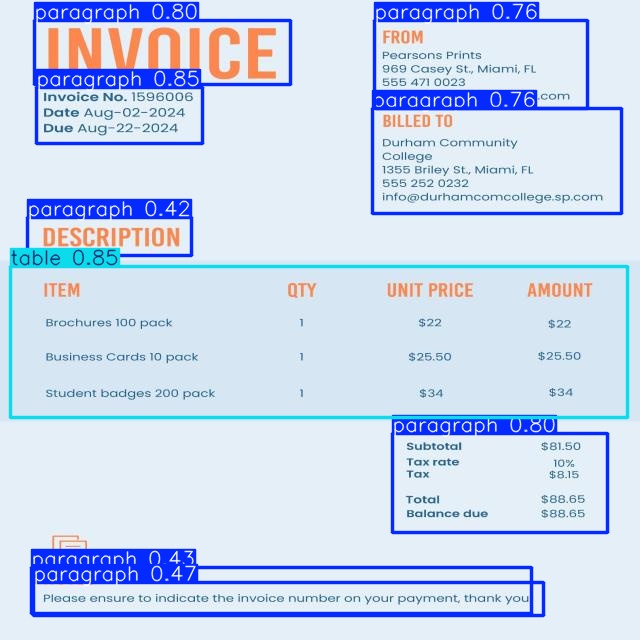 paragraph 0.80
INVOICE
paragraph 0.85
Invoice No. 1596006
Date Aug-02-2024
Due Aug-22-2024
paragraph 0.76
FROM
Pearsons Prints
969 Casey St., Miami, FL
555 471 0023
.com
paragraph 0.76
BILLED TO
Durham Community
College
1355 Briley St., Miami, FL
555 252 0232
info@durhamcomcollege.sp.com
paragraph 0.42
DESCRIPTION
table 0.85
ITEM QTY UNIT PRICE AMOUNT
Brochures 100 pack 1 $22 $22
Business Cards 10 pack 1 $25.50 $25.50
Student badges 200 pack 1 $34 $34
paragraph 0.80
Subtotal $81.50
Tax rate 10%
Tax $8.15
Total $88.65
Balance due $88.65
paragraph 0.43
paragraph 0.47
Please ensure to indicate the invoice number on your payment, thank you